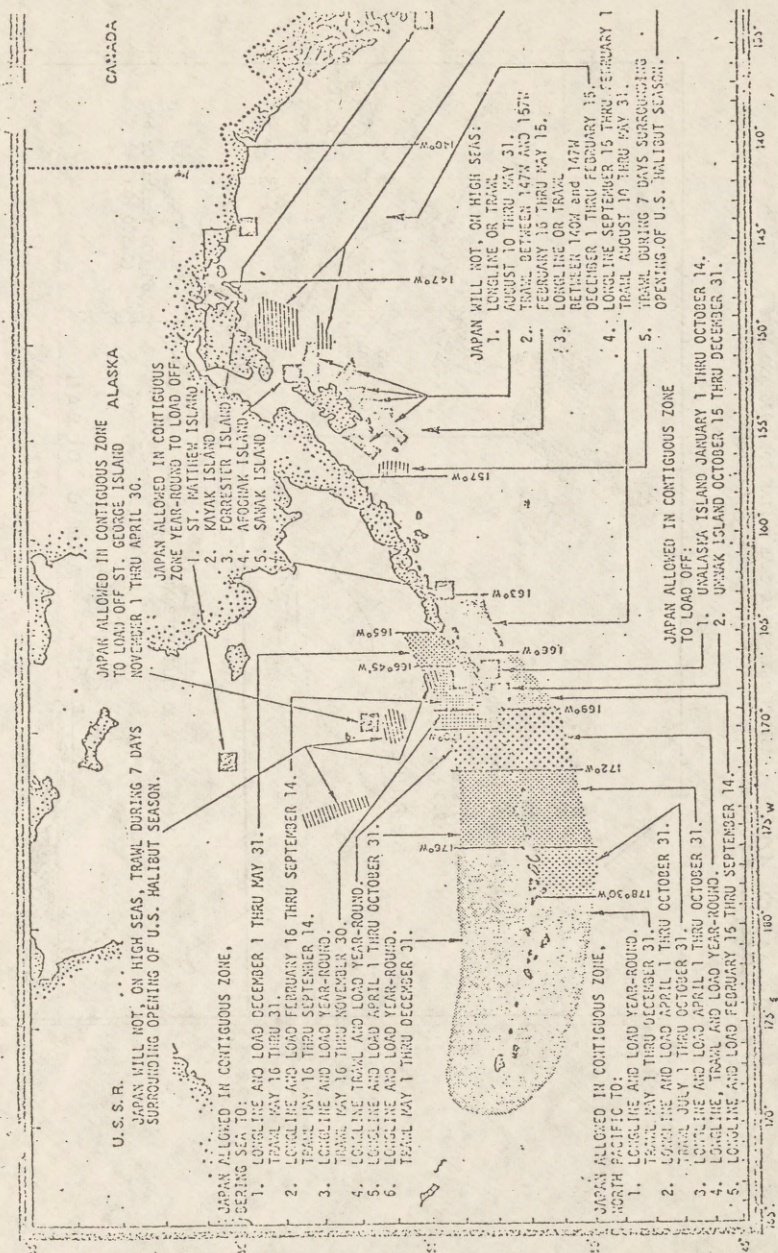 U.S.S.R.
JAPAN WILL NOT, ON HIGH SEAS, TRAWL DURING 7 DAYS
SURROUNDING OPENING OF U.S. HALIBUT SEASON.
JAPAN ALLOWED IN CONTIGUOUS ZONE
TO LOAD OFF ST. GEORGE ISLAND
NOVEMBER 1 THRU APRIL 30.
ALASKA
CANADA
JAPAN ALLOWED IN CONTIGUOUS
ZONE YEAR-ROUND TO LOAD OFF:
1. ST. MATTHEW ISLAND
2. KAYAK ISLAND
3. FORRESTER ISLAND
4. AFOGNAK ISLAND
5. SANAK ISLAND
JAPAN ALLOWED IN CONTIGUOUS ZONE,
BERING SEA TO:
1. LONGLINE AND LOAD DECEMBER 1 THRU MAY 31.
TRAWL MAY 16 THRU 31.
2. LONGLINE AND LOAD FEBRUARY 16 THRU SEPTEMBER 14.
TRAWL MAY 16 THRU SEPTEMBER 14.
3. LONGLINE AND LOAD YEAR-ROUND.
TRAWL MAY 16 THRU NOVEMBER 30.
4. LONGLINE TRAWL AND LOAD YEAR-ROUND.
5. LONGLINE AND LOAD APRIL 1 THRU OCTOBER 31.
6. LONGLINE AND LOAD YEAR-ROUND.
TRAWL MAY 1 THRU DECEMBER 31.
140°W
147°W
157°W
163°W
165°W
166°W
166°45'W
169°W
170°W
172°W
176°W
178°30'W
JAPAN WILL NOT, ON HIGH SEAS:
1. LONGLINE OR TRAWL
AUGUST 10 THRU MAY 31.
2. TRAWL BETWEEN 147W AND 157W
FEBRUARY 16 THRU MAY 15.
3. LONGLINE OR TRAWL
BETWEEN 140W and 147W
DECEMBER 1 THRU FEBRUARY 15.
4. LONGLINE SEPTEMBER 15 THRU FEBRUARY 1
TRAWL AUGUST 10 THRU MAY 31.
5. TRAWL DURING 7 DAYS SURROUNDING
OPENING OF U.S. HALIBUT SEASON.
JAPAN ALLOWED IN CONTIGUOUS ZONE
TO LOAD OFF:
1. UNALASKA ISLAND JANUARY 1 THRU OCTOBER 14.
2. UMNAK ISLAND OCTOBER 15 THRU DECEMBER 31.
JAPAN ALLOWED IN CONTIGUOUS ZONE,
NORTH PACIFIC TO:
1. LONGLINE AND LOAD YEAR-ROUND.
TRAWL MAY 1 THRU DECEMBER 31.
2. LONGLINE AND LOAD APRIL 1 THRU OCTOBER 31.
TRAWL JULY 1 THRU OCTOBER 31.
3. LONGLINE AND LOAD APRIL 1 THRU OCTOBER 31.
4. LONGLINE, TRAWL AND LOAD YEAR-ROUND.
5. LONGLINE AND LOAD FEBRUARY 15 THRU SEPTEMBER 14.
165° 170° 175° E 180° 175° W 170° 165° 160° 155° 150° 145° 140° 135°